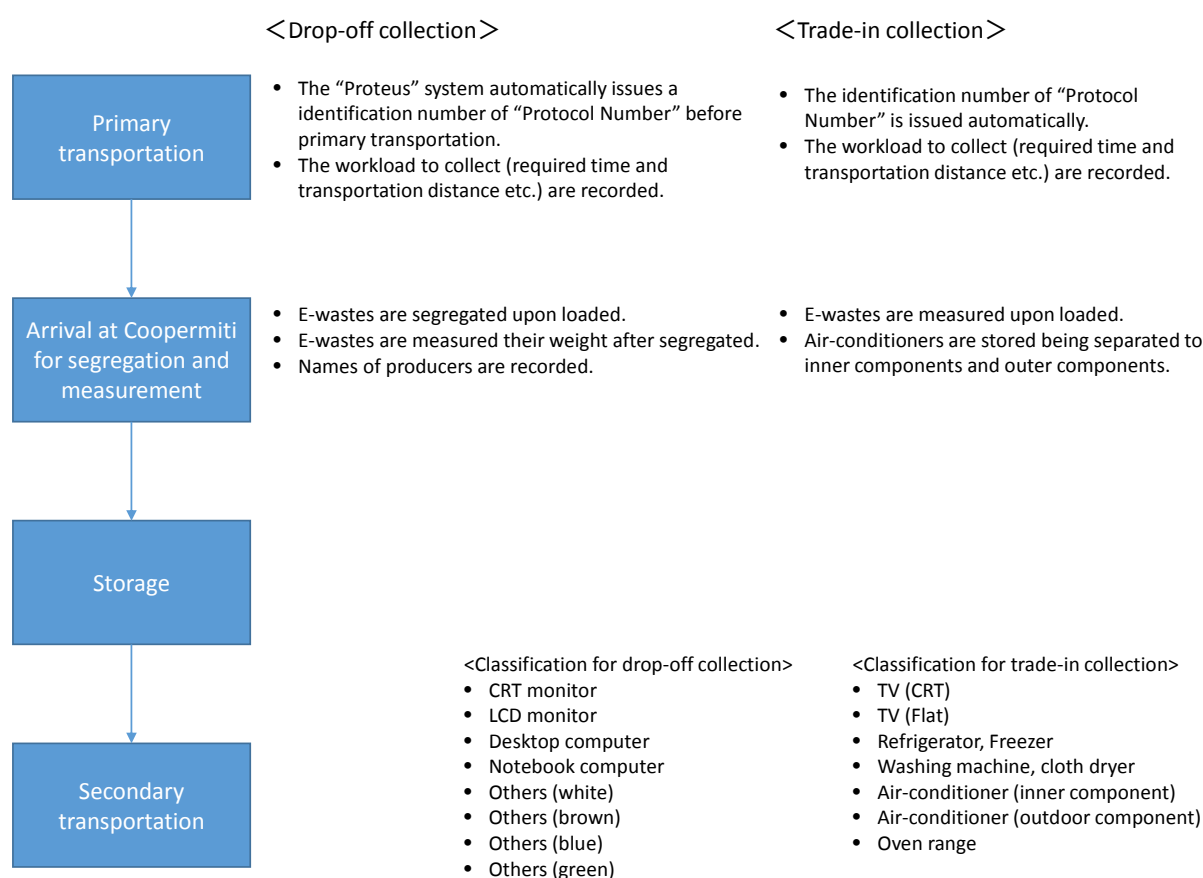 ＜Drop-off collection＞
＜Trade-in collection＞
Primary
transportation
• The “Proteus” system automatically issues a
identification number of “Protocol Number” before
primary transportation.
• The workload to collect (required time and
transportation distance etc.) are recorded.
• The identification number of “Protocol
Number” is issued automatically.
• The workload to collect (required time and
transportation distance etc.) are recorded.
Arrival at Coopermiti
for segregation and
measurement
• E-wastes are segregated upon loaded.
• E-wastes are measured their weight after segregated.
• Names of producers are recorded.
• E-wastes are measured upon loaded.
• Air-conditioners are stored being separated to
inner components and outer components.
Storage
Secondary
transportation
<Classification for drop-off collection>
• CRT monitor
• LCD monitor
• Desktop computer
• Notebook computer
• Others (white)
• Others (brown)
• Others (blue)
• Others (green)
<Classification for trade-in collection>
• TV (CRT)
• TV (Flat)
• Refrigerator, Freezer
• Washing machine, cloth dryer
• Air-conditioner (inner component)
• Air-conditioner (outdoor component)
• Oven range